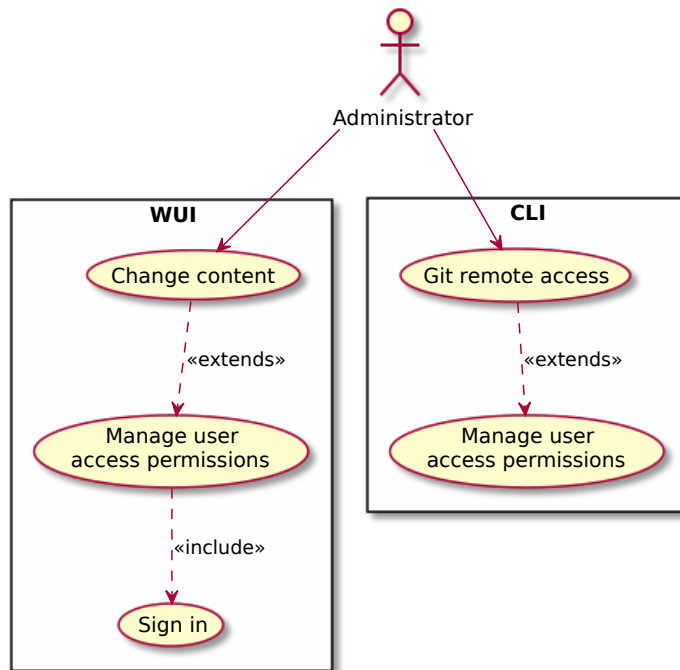 Administrator
WUI
CLI
Change content
Git remote access
«extends»
«extends»
Manage user
access permissions
Manage user
access permissions
«include»
Sign in